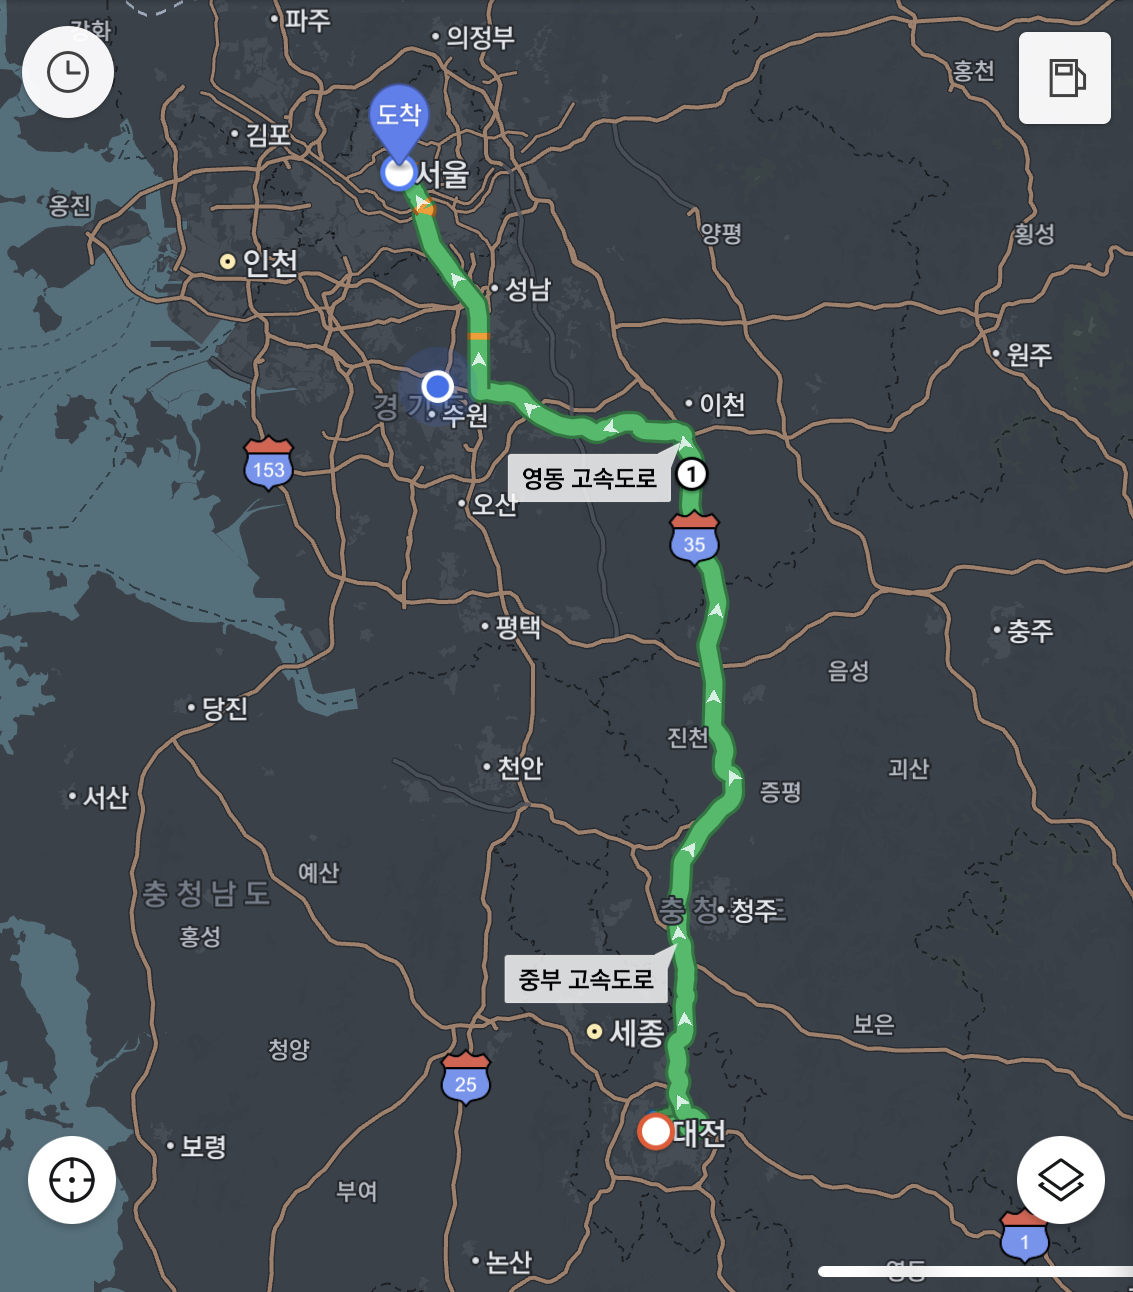 강화
파주
의정부
홍천
도착
김포
서울
옹진
양평
횡성
인천
성남
원주
경기도
수원
이천
153
영동 고속도로
1
오산
35
평택
충주
음성
당진
진천
천안
괴산
서산
증평
예산
충청남도
청주
홍성
중부 고속도로
보은
세종
청양
25
대전
보령
부여
1
논산
영동